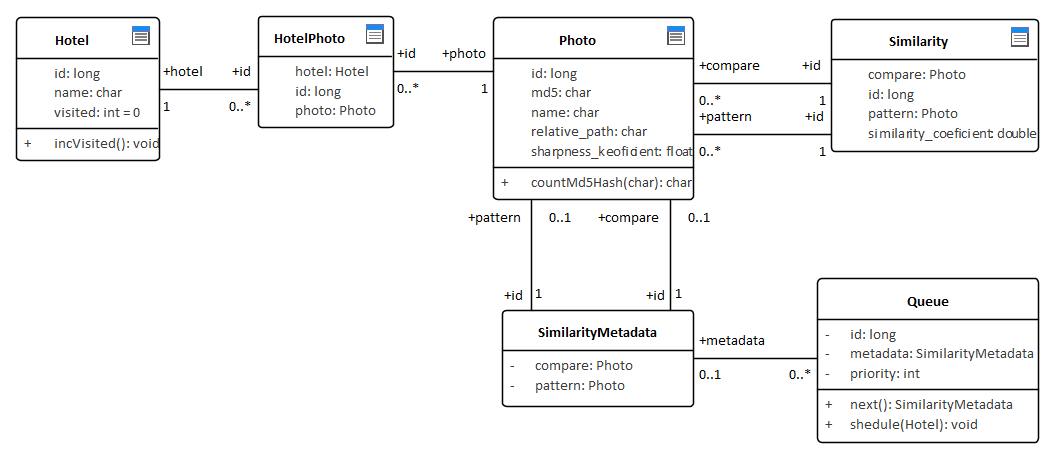 Hotel
id: long
name: char
visited: int = 0
+ incVisited(): void
+hotel
1
+id
0..*
HotelPhoto
hotel: Hotel
id: long
photo: Photo
+id
0..*
+photo
1
Photo
id: long
md5: char
name: char
relative_path: char
sharpness_keoficient: float
+ countMd5Hash(char): char
+compare
0..*
+id
1
+pattern
0..*
+id
1
Similarity
compare: Photo
id: long
pattern: Photo
similarity_coeficient: double
+pattern
0..1
+compare
0..1
+id
1
+id
1
SimilarityMetadata
- compare: Photo
- pattern: Photo
+metadata
0..1
0..*
Queue
- id: long
- metadata: SimilarityMetadata
- priority: int
+ next(): SimilarityMetadata
+ shedule(Hotel): void